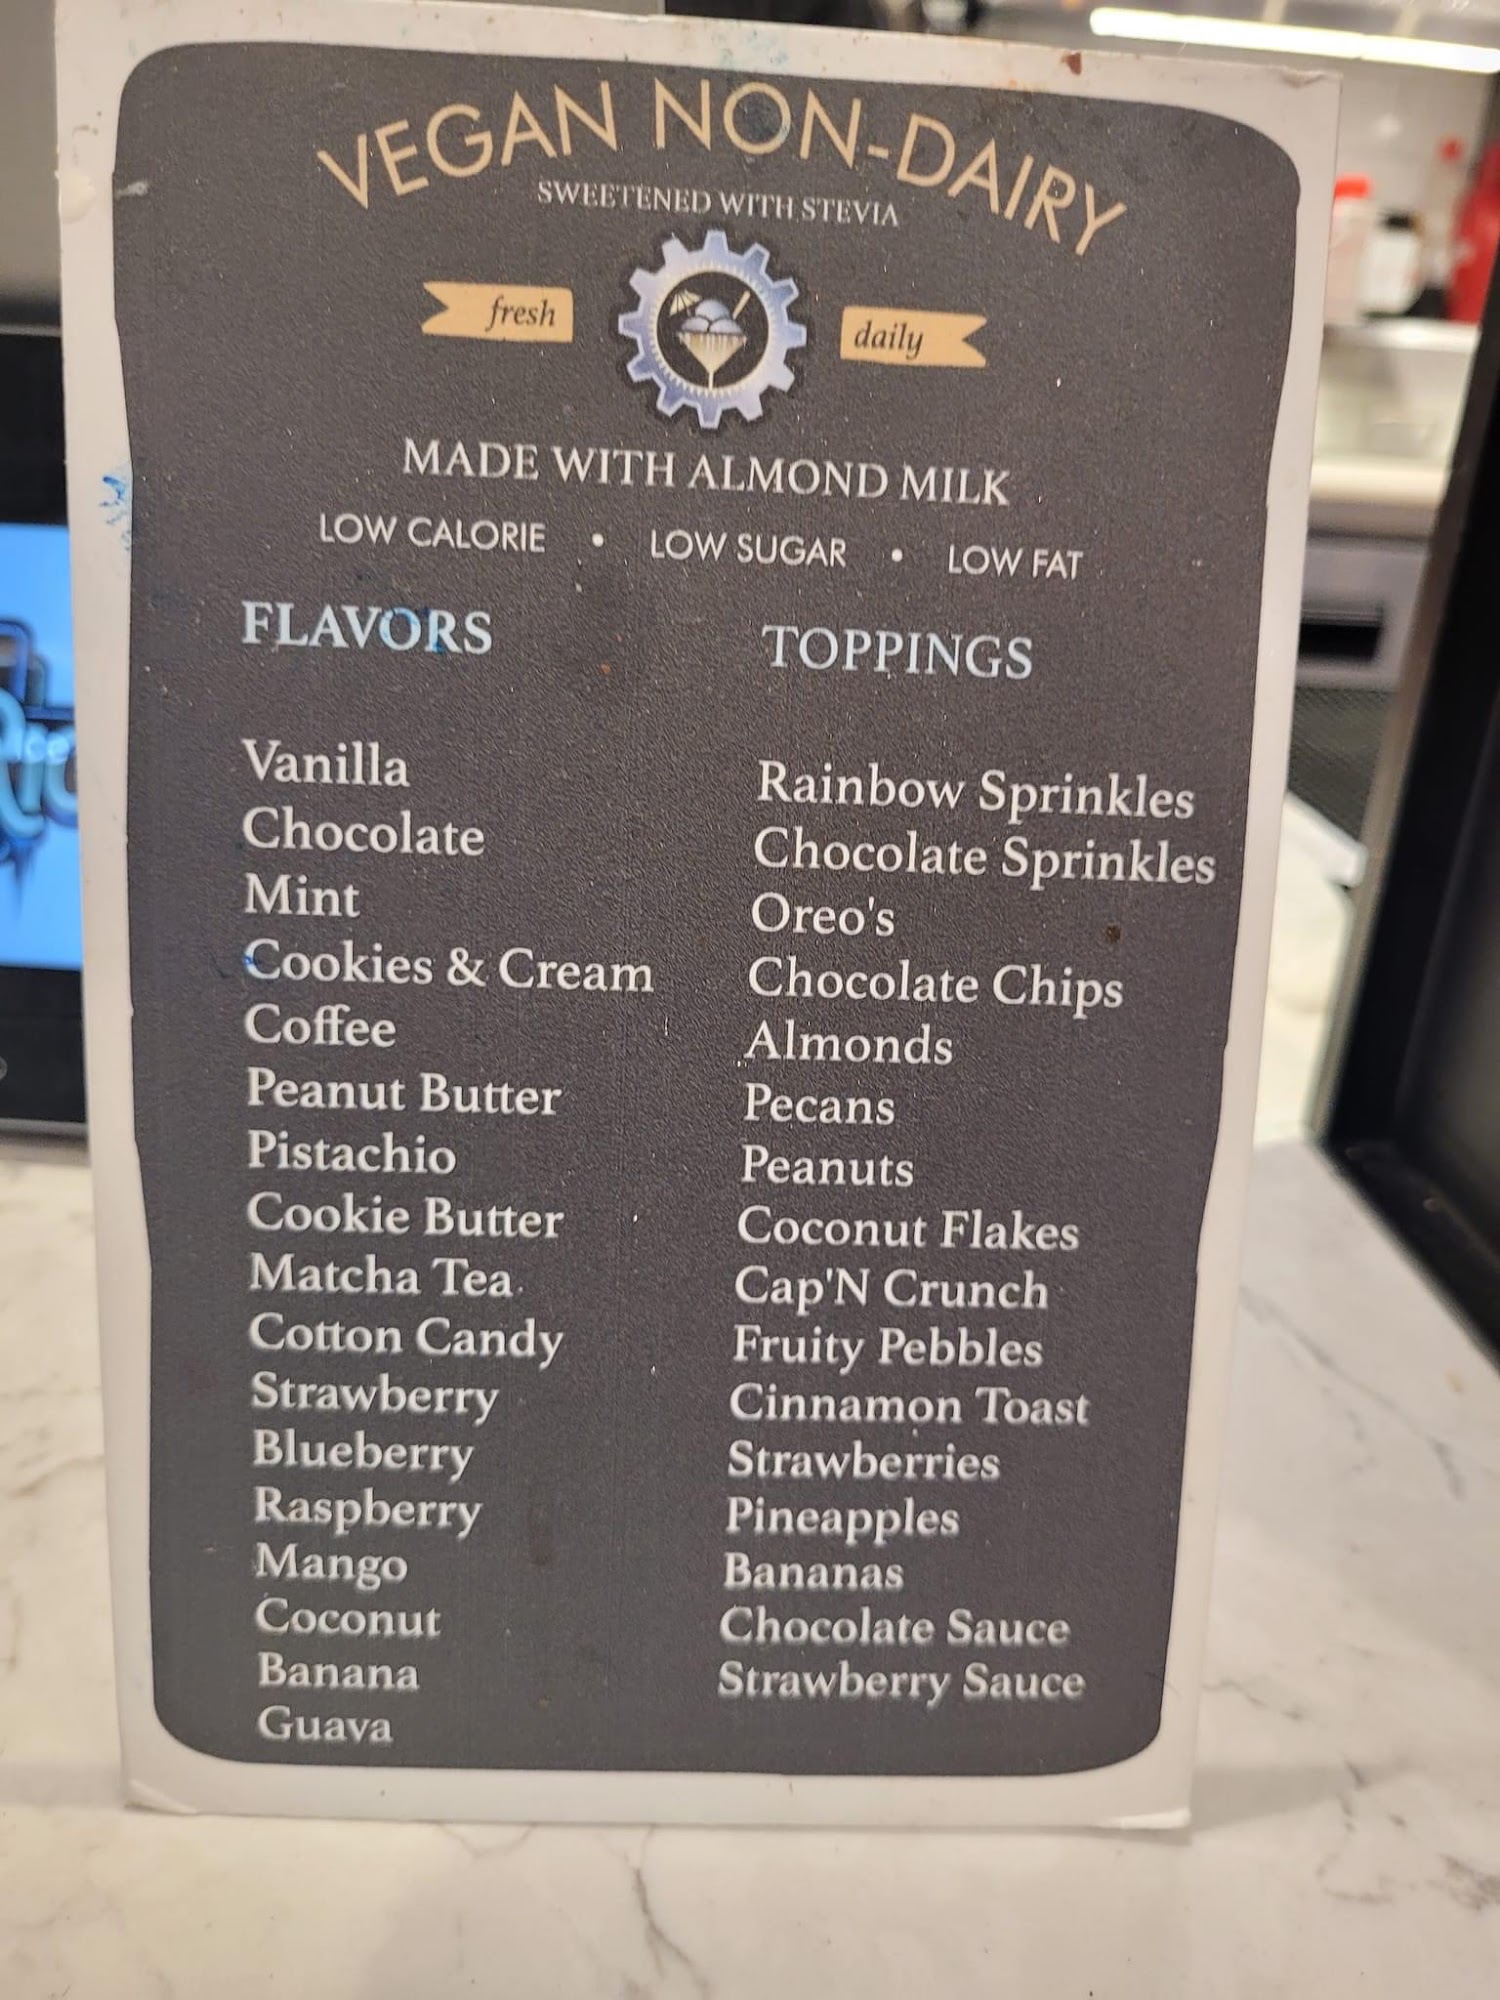 VEGAN NON-DAIRY
SWEETENED WITH STEVIA
fresh
daily
MADE WITH ALMOND MILK
LOW CALORIE • LOW SUGAR • LOW FAT
FLAVORS
Vanilla
Chocolate
Mint
Cookies & Cream
Coffee
Peanut Butter
Pistachio
Cookie Butter
Matcha Tea
Cotton Candy
Strawberry
Blueberry
Raspberry
Mango
Coconut
Banana
Guava
TOPPINGS
Rainbow Sprinkles
Chocolate Sprinkles
Oreo's
Chocolate Chips
Almonds
Pecans
Peanuts
Coconut Flakes
Cap'N Crunch
Fruity Pebbles
Cinnamon Toast
Strawberries
Pineapples
Bananas
Chocolate Sauce
Strawberry Sauce